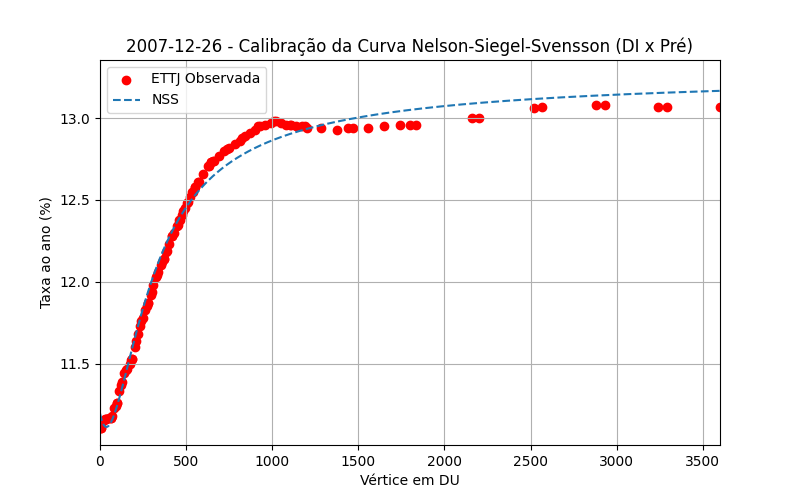 2007-12-26 - Calibração da Curva Nelson-Siegel-Svensson (DI x Pré)
ETTJ Observada
NSS
Taxa ao ano (%)
13.0
12.5
12.0
11.5
0 500 1000 1500 2000 2500 3000 3500
Vértice em DU